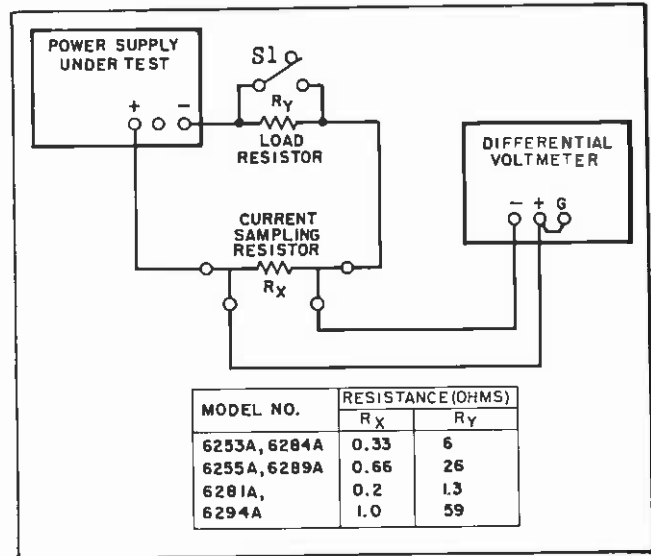 POWER SUPPLY
UNDER TEST
+ -
S1
RY
LOAD
RESISTOR
DIFFERENTIAL
VOLTMETER
- + G
CURRENT
SAMPLING
RESISTOR
RX
MODEL NO. RESISTANCE(OHMS)
RX RY
6253A, 6284A 0.33 6
6255A, 6289A 0.66 26
6281A, 0.2 1.3
6294A 1.0 59